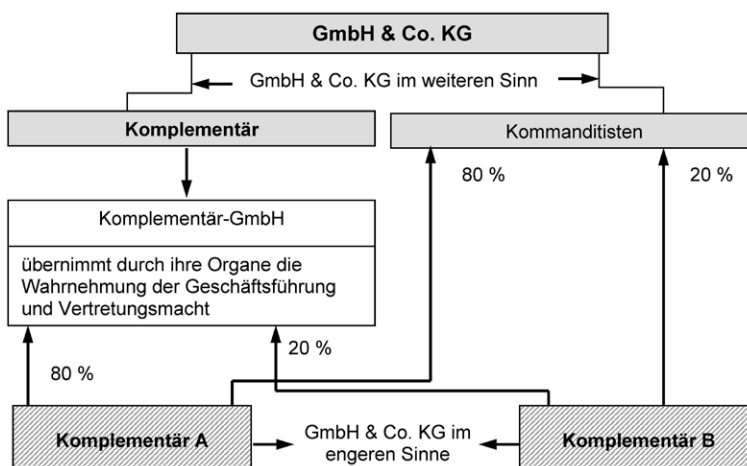 GmbH & Co. KG
GmbH & Co. KG im weiteren Sinn
Komplementär
Kommanditisten
80 %
20 %
Komplementär-GmbH
übernimmt durch ihre Organe die
Wahrnehmung der Geschäftsführung
und Vertretungsmacht
20 %
80 %
Komplementär A
GmbH & Co. KG im
engeren Sinne
Komplementär B